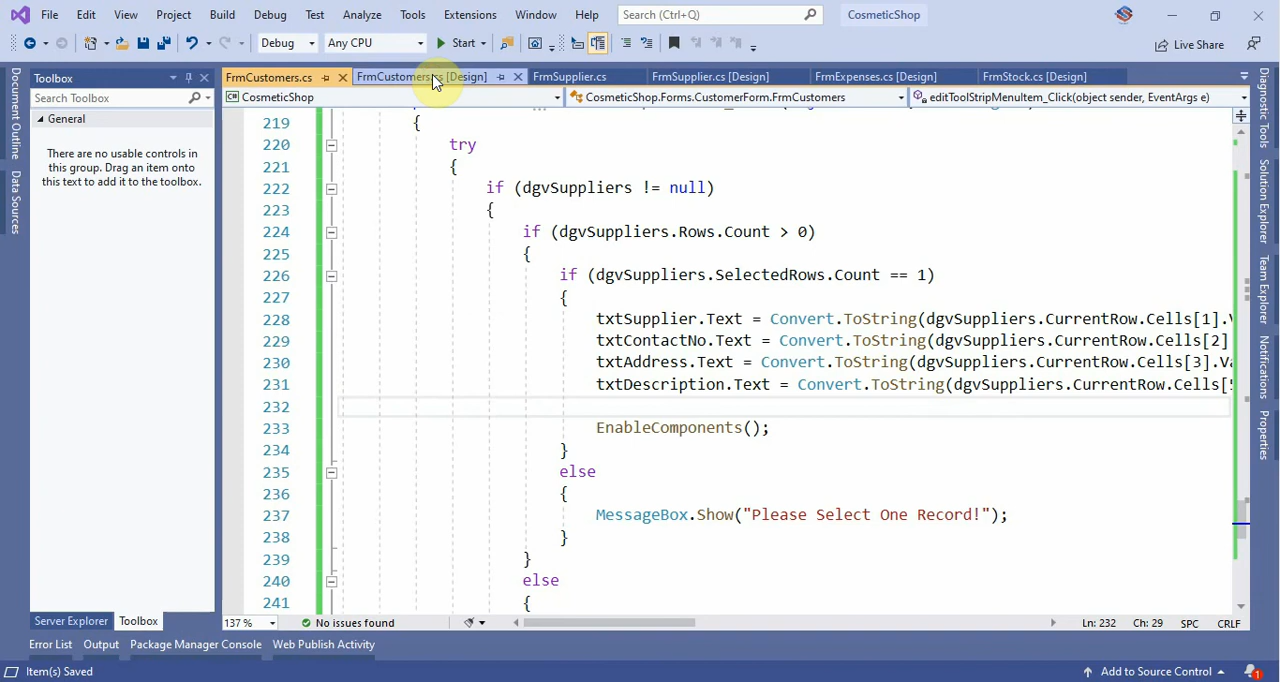 File Edit View Project Build Debug Test Analyze Tools Extensions Window Help Search (Ctrl+Q) CosmeticShop
Debug Any CPU Start Live Share
Toolbox
Search Toolbox
General
There are no usable controls in
this group. Drag an item onto
this text to add it to the toolbox.
Document Outline
Data Sources
FrmCustomers.cs FrmCustomers.cs [Design] FrmSupplier.cs FrmSupplier.cs [Design] FrmExpenses.cs [Design] FrmStock.cs [Design]
CosmeticShop CosmeticShop.Forms.CustomerForm.FrmCustomers editToolStripMenuItem_Click(object sender, EventArgs e)
219 {
220 try
221 {
222 if (dgvSuppliers != null)
223 {
224 if (dgvSuppliers.Rows.Count > 0)
225 {
226 if (dgvSuppliers.SelectedRows.Count == 1)
227 {
228 txtSupplier.Text = Convert.ToString(dgvSuppliers.CurrentRow.Cells[1].V
229 txtContactNo.Text = Convert.ToString(dgvSuppliers.CurrentRow.Cells[2]
230 txtAddress.Text = Convert.ToString(dgvSuppliers.CurrentRow.Cells[3].Va
231 txtDescription.Text = Convert.ToString(dgvSuppliers.CurrentRow.Cells[
232
233 EnableComponents();
234 }
235 else
236 {
237 MessageBox.Show("Please Select One Record!");
238 }
239 }
240 else
241 {
Diagnostic Tools
Solution Explorer
Team Explorer
Notifications
Properties
137 % No issues found Ln: 232 Ch: 29 SPC CRLF
Server Explorer Toolbox
Error List Output Package Manager Console Web Publish Activity
Item(s) Saved Add to Source Control 1